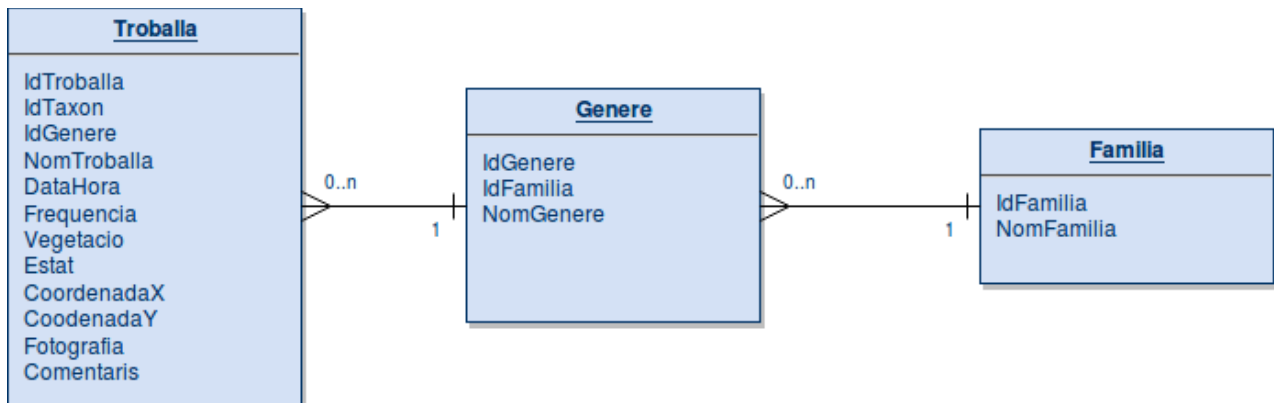 Troballa
IdTroballa
IdTaxon
IdGenere
NomTroballa
DataHora
Frequencia
Vegetacio
Estat
CoordenadaX
CoodenadaY
Fotografia
Comentaris
0..n
1
Genere
IdGenere
IdFamilia
NomGenere
0..n
1
Familia
IdFamilia
NomFamilia